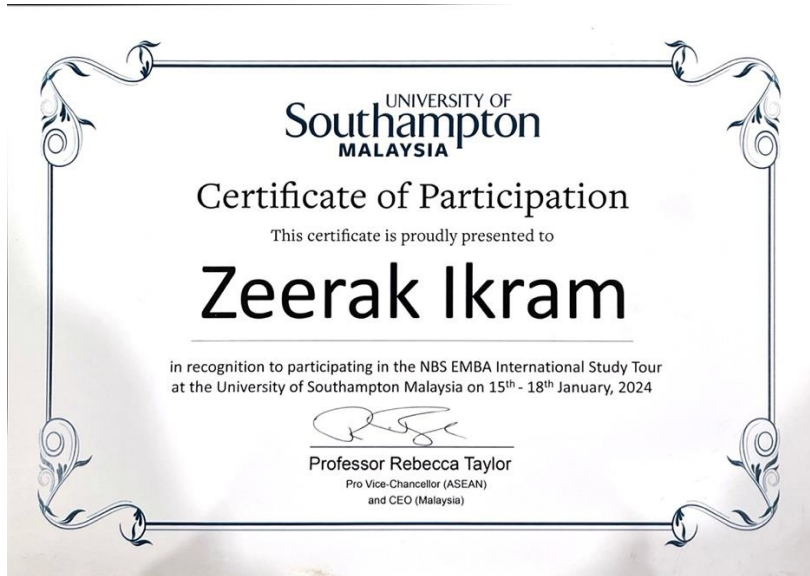 UNIVERSITY OF
Southampton
MALAYSIA
Certificate of Participation
This certificate is proudly presented to
Zeerak Ikram
in recognition to participating in the NBS EMBA International Study Tour
at the University of Southampton Malaysia on 15th - 18th January, 2024
Professor Rebecca Taylor
Pro Vice-Chancellor (ASEAN)
and CEO (Malaysia)